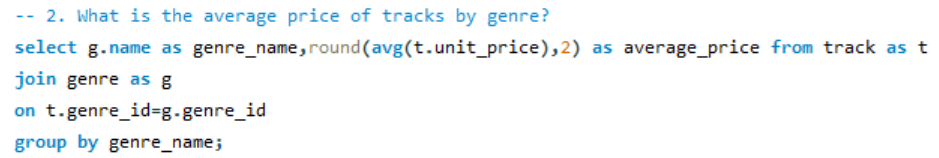 -- 2. What is the average price of tracks by genre?
select g.name as genre_name,round(avg(t.unit_price),2) as average_price from track as t
join genre as g
on t.genre_id=g.genre_id
group by genre_name;